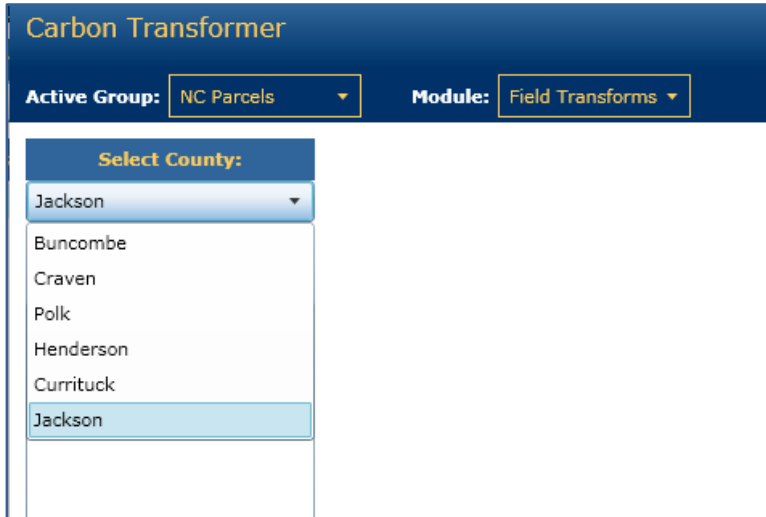 Carbon Transformer
Active Group: NC Parcels Module: Field Transforms
Select County:
Jackson
Buncombe
Craven
Polk
Henderson
Currituck
Jackson